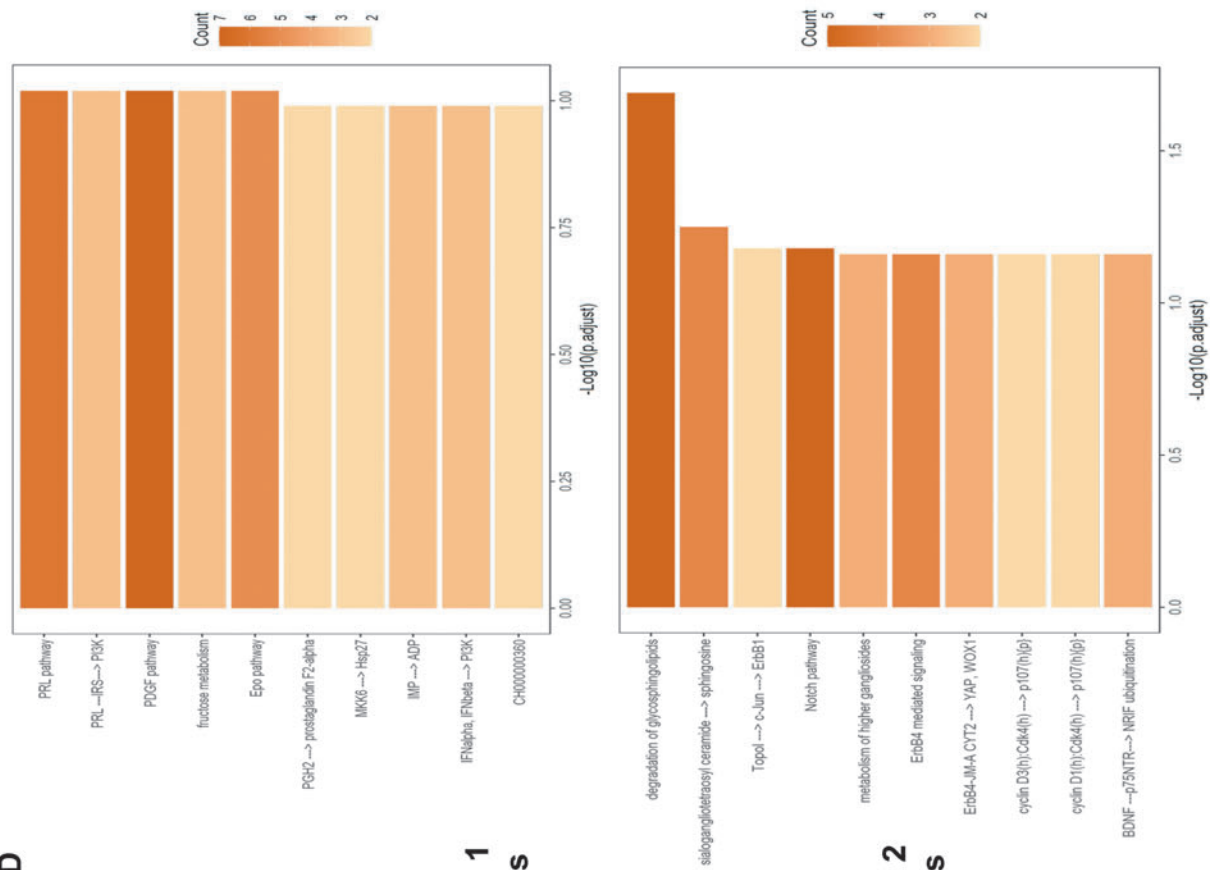 D
1
s
PRL pathway
PRL ---IRS---> PI3K
PDGF pathway
fructose metabolism
Epo pathway
PGH2 ---> prostaglandin F2-alpha
MKK6 ---> Hsp27
IMP ---> ADP
IFNalpha, IFNbeta ---> PI3K
CH000000360
0.00
0.25
0.50
0.75
1.00
-Log10(p.adjust)
Count
7
6
5
4
3
2
2
s
degradation of glycosphingolipids
sialogangliotetraosyl ceramide ---> sphingosine
TopoI ---> c-Jun ---> ErbB1
Notch pathway
metabolism of higher gangliosides
ErbB4 mediated signaling
ErbB4-JM-A CYT2 ---> YAP, WOX1
cyclin D3(h):Cdk4(h) ---> p107(h){p}
cyclin D1(h):Cdk4(h) ---> p107(h){p}
BDNF ---p75NTR---> NRIF ubiquitination
0.0
0.5
1.0
1.5
-Log10(p.adjust)
Count
5
4
3
2